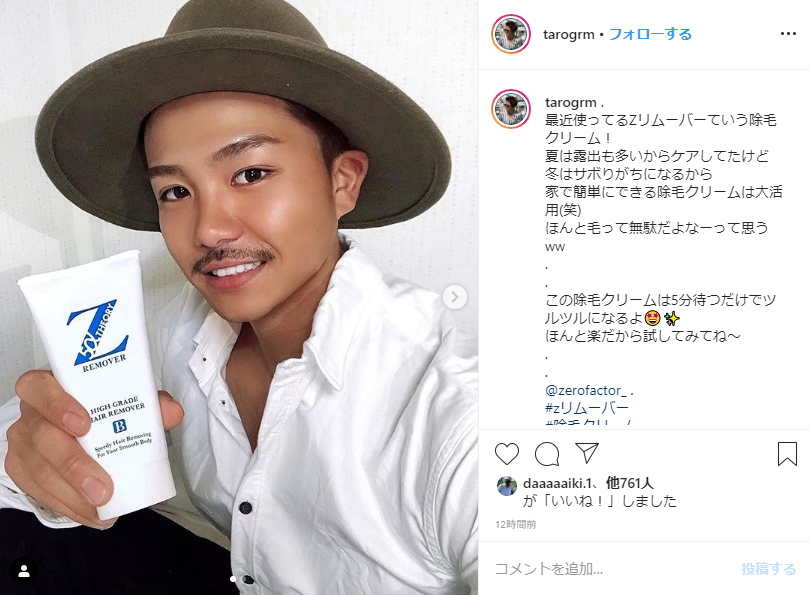 tarogrm • フォローする
tarogrm .
最近使ってるZリムーバーていう除毛
クリーム！
夏は露出も多いからケアしてたけど
冬はサボりがちになるから
家で簡単にできる除毛クリームは大活
用(笑)
ほんと毛って無駄だよなーって思う
ww
.
.
この除毛クリームは5分待つだけでツ
ルツルになるよ🤩✨
ほんと楽だから試してみてね〜
.
.
@zerofactor_ .
#zリムーバー
#除毛クリーム
daaaaaiki.1、他761人
が「いいね！」しました
12時間前
コメントを追加...
投稿する
Z
5α THEORY
REMOVER
HIGH GRADE
HAIR REMOVER
B
Speedy Hair Removing
For Your Smooth Body